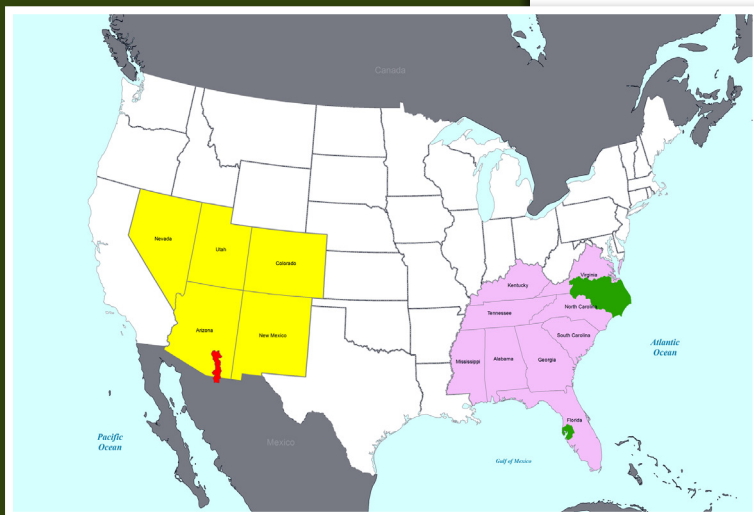 Canada
Nevada
Utah
Colorado
Arizona
New Mexico
Kentucky
Virginia
Tennessee
North Carolina
South Carolina
Mississippi
Alabama
Georgia
Florida
Atlantic
Ocean
Pacific
Ocean
Mexico
Gulf of Mexico